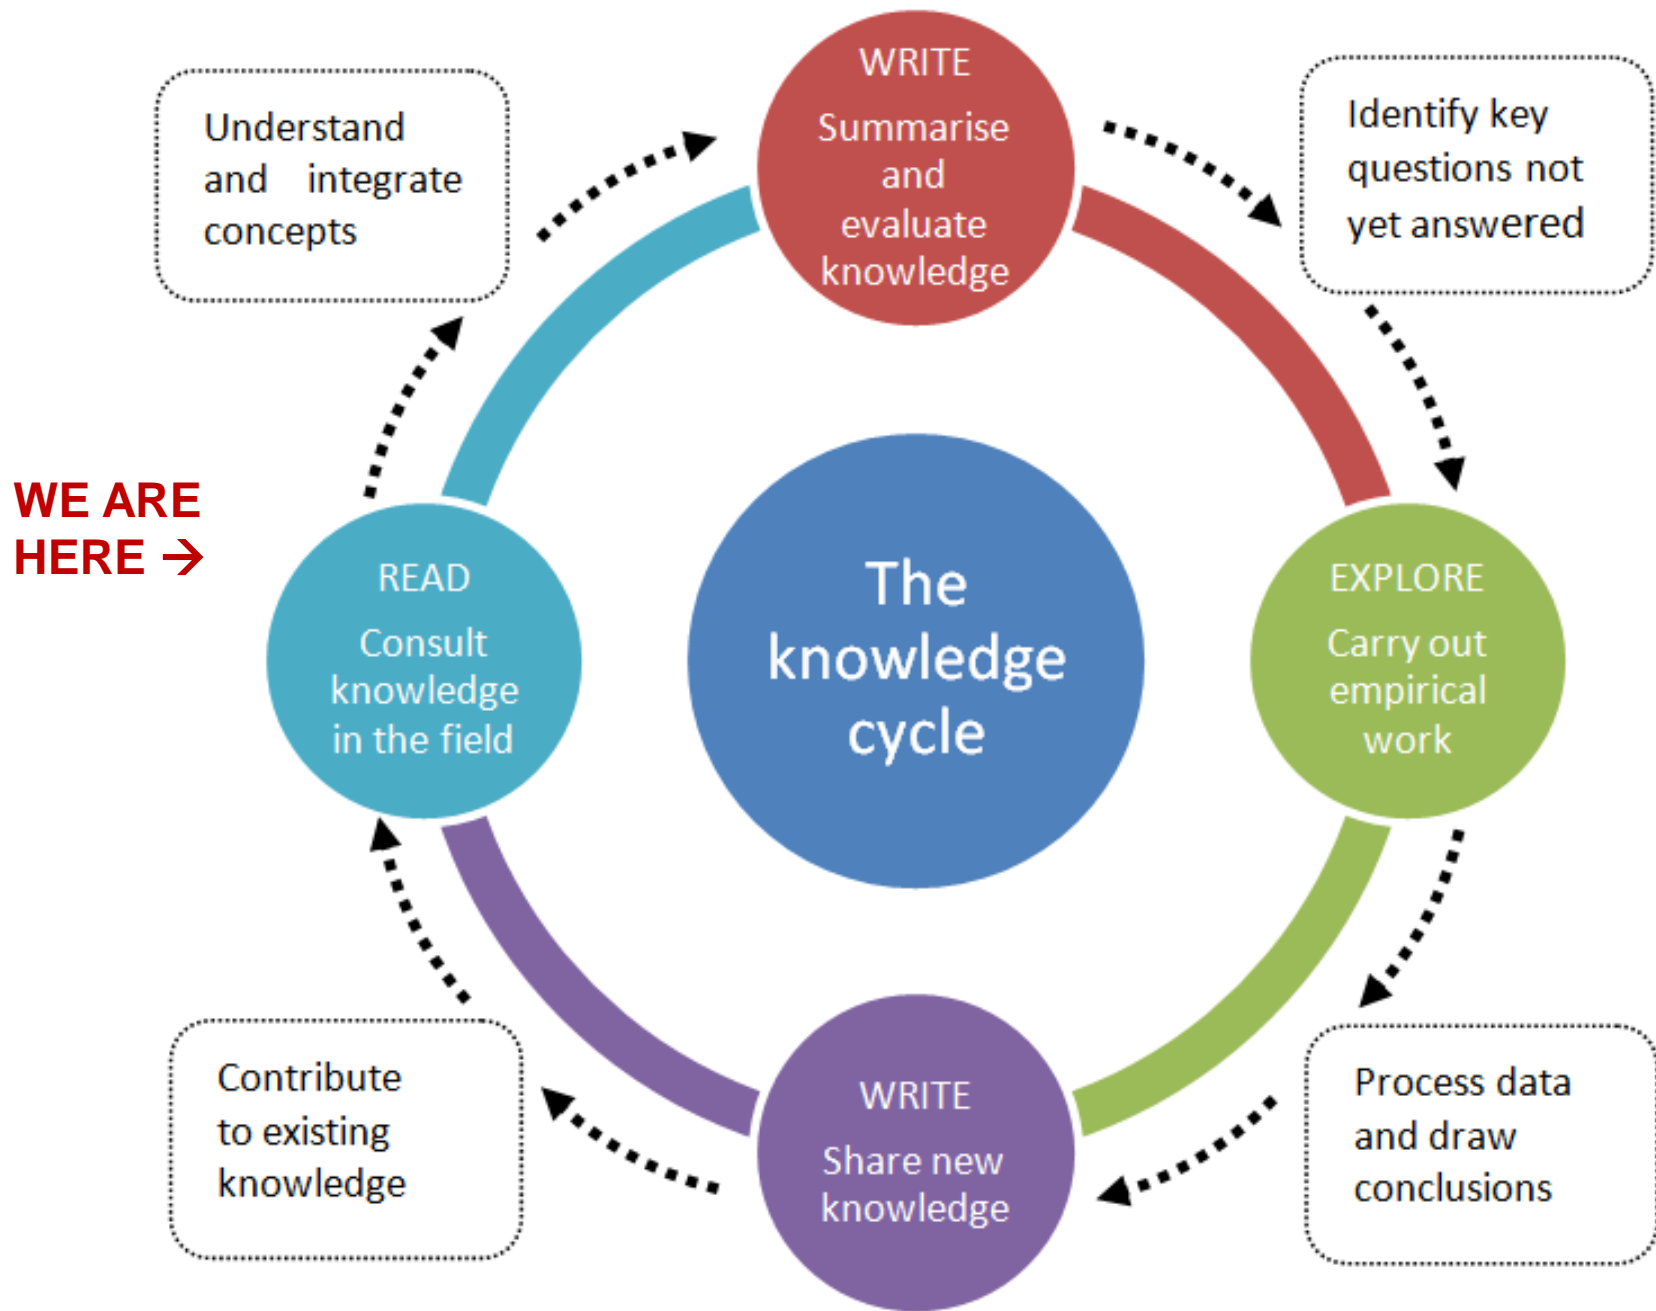 WRITE
Summarise
and
evaluate
knowledge
Identify key
questions not
yet answered
EXPLORE
Carry out
empirical
work
Process data
and draw
conclusions
WRITE
Share new
knowledge
Contribute
to existing
knowledge
WE ARE
HERE →
READ
Consult
knowledge
in the field
Understand
and integrate
concepts
The
knowledge
cycle